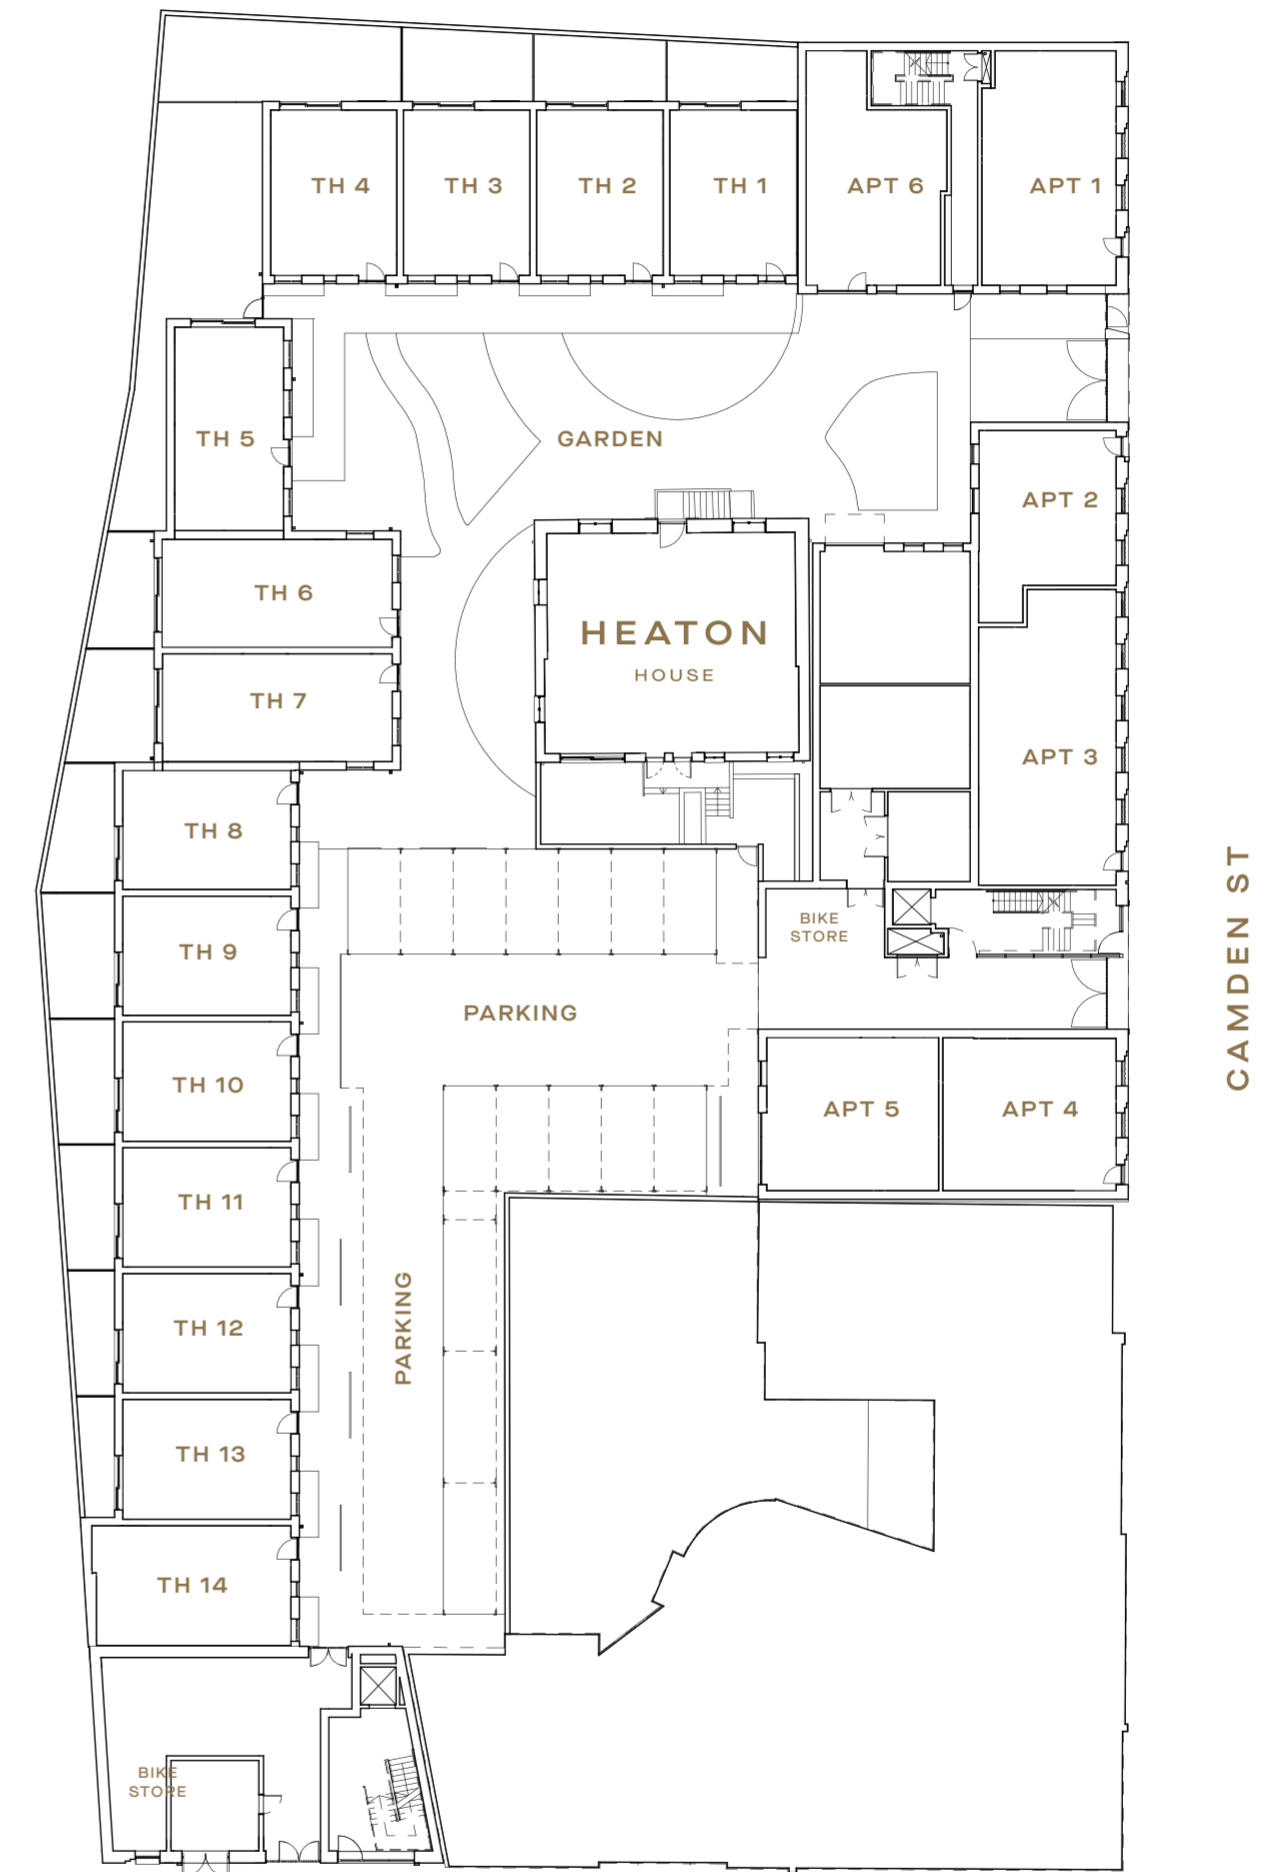 TH 4
TH 3
TH 2
TH 1
APT 6
APT 1
TH 5
GARDEN
APT 2
TH 6
HEATON
HOUSE
TH 7
APT 3
TH 8
BIKE
STORE
TH 9
PARKING
CAMDEN ST
TH 10
APT 5
APT 4
TH 11
PARKING
TH 12
TH 13
TH 14
BIKE
STORE